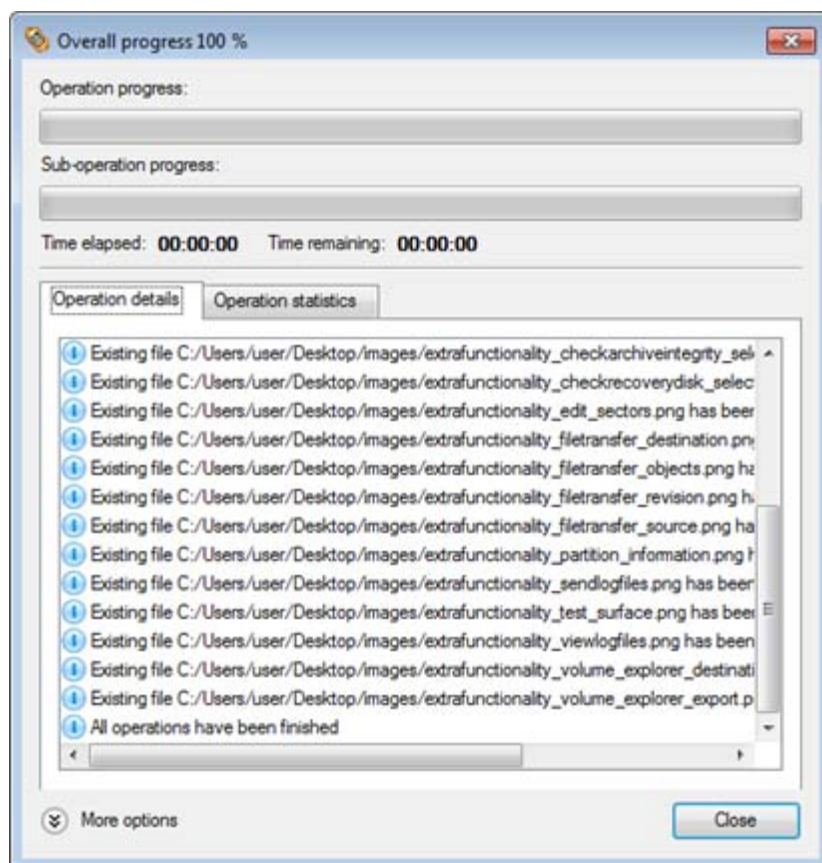 Overall progress 100 %
Operation progress:
Sub-operation progress:
Time elapsed: 00:00:00 Time remaining: 00:00:00
Operation details Operation statistics
Existing file C:/Users/user/Desktop/images/extrafunctionality_checkarchiveintegrity_sel
Existing file C:/Users/user/Desktop/images/extrafunctionality_checkrecoverydisk_selec
Existing file C:/Users/user/Desktop/images/extrafunctionality_edit_sectors.png has been
Existing file C:/Users/user/Desktop/images/extrafunctionality_filetransfer_destination.pn
Existing file C:/Users/user/Desktop/images/extrafunctionality_filetransfer_objects.png ha
Existing file C:/Users/user/Desktop/images/extrafunctionality_filetransfer_revision.png h
Existing file C:/Users/user/Desktop/images/extrafunctionality_filetransfer_source.png ha
Existing file C:/Users/user/Desktop/images/extrafunctionality_partition_information.png h
Existing file C:/Users/user/Desktop/images/extrafunctionality_sendlogfiles.png has been
Existing file C:/Users/user/Desktop/images/extrafunctionality_test_surface.png has bee
Existing file C:/Users/user/Desktop/images/extrafunctionality_viewlogfiles.png has been
Existing file C:/Users/user/Desktop/images/extrafunctionality_volume_explorer_destinati
Existing file C:/Users/user/Desktop/images/extrafunctionality_volume_explorer_export.p
All operations have been finished
More options Close